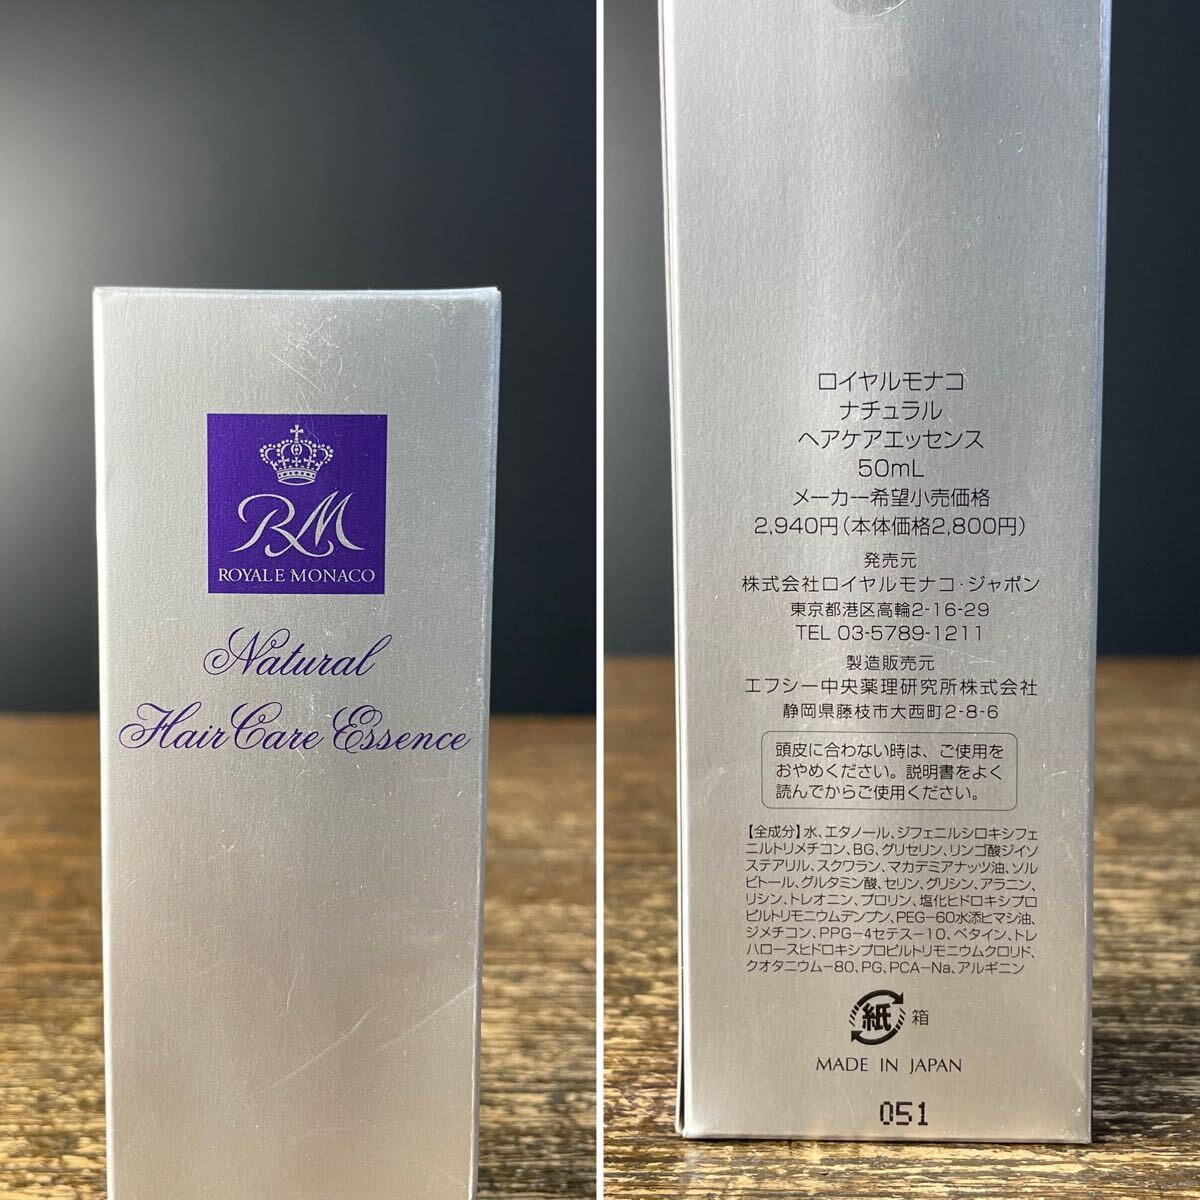 RM
ROYALE MONACO
Natural
Hair Care Essence
ロイヤルモナコ
ナチュラル
ヘアケアエッセンス
50mL
メーカー希望小売価格
2,940円(本体価格2,800円)
発売元
株式会社ロイヤルモナコ・ジャポン
東京都港区高輪2-16-29
TEL 03-5789-1211
製造販売元
エフシー中央薬理研究所株式会社
静岡県藤枝市大西町2-8-6
頭皮に合わない時は、ご使用を
おやめください。説明書をよく
読んでからご使用ください。
【全成分】水、エタノール、ジフェニルシロキシフェ
ニルトリメチコン、BG、グリセリン、リンゴ酸ジイソ
ステアリル、スクワラン、マカデミアナッツ油、ソル
ビトール、グルタミン酸、セリン、グリシン、アラニン、
リシン、トレオニン、プロリン、塩化ヒドロキシプロ
ピルトリモニウムデンプン、PEG-60水添ヒマシ油、
ジメチコン、PPG-4セテス-10、ベタイン、トレ
ハロースヒドロキシプロピルトリモニウムクロリド、
クオタニウム-80、PG、PCA-Na、アルギニン
紙 箱
MADE IN JAPAN
051